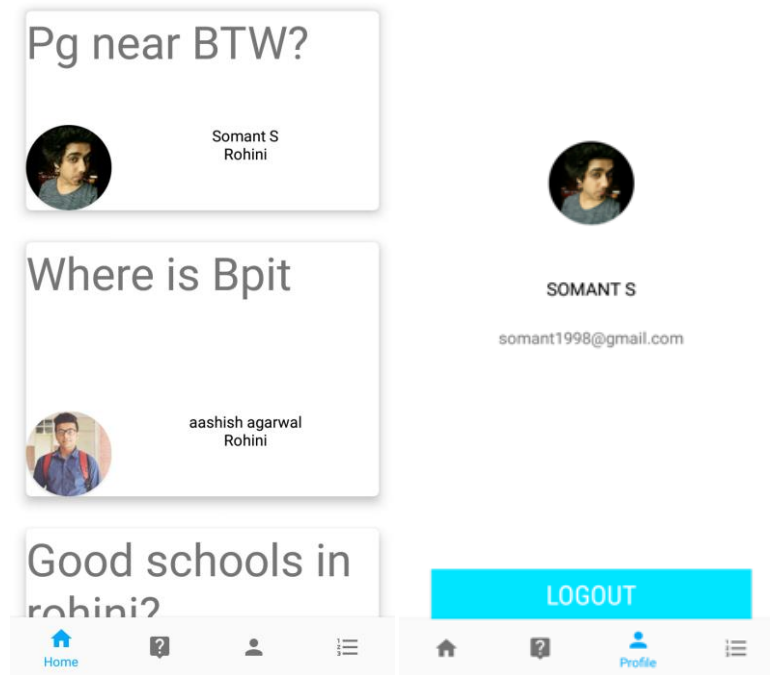 Pg near BTW?
Somant S
Rohini
Where is Bpit
aashish agarwal
Rohini
Good schools in
rohini?
Home
SOMANT S
somant1998@gmail.com
LOGOUT
Profile